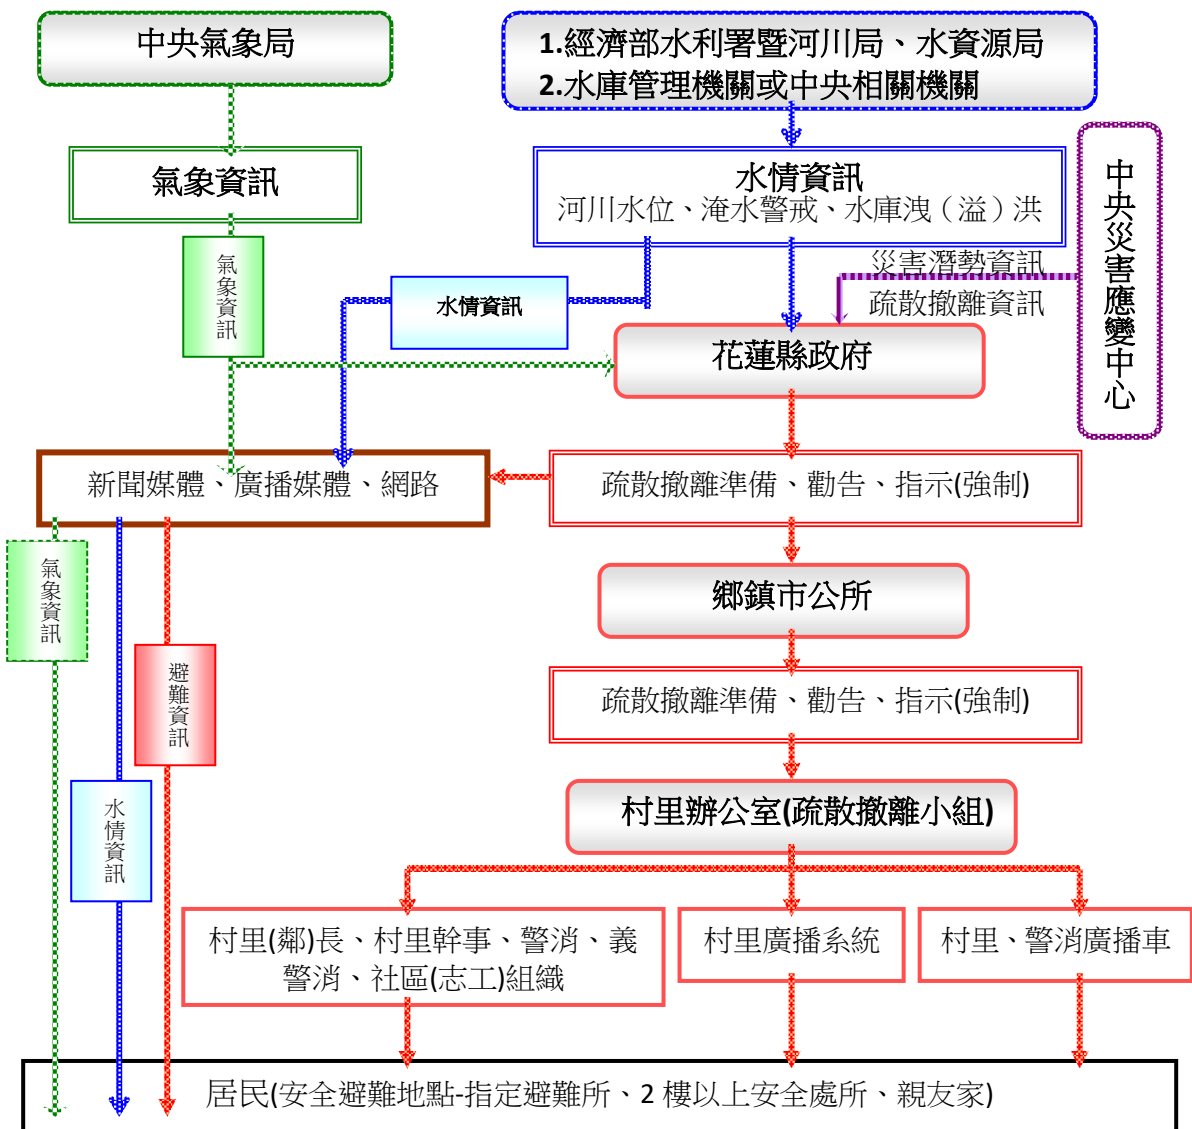 中央氣象局
1.經濟部水利署暨河川局、水資源局
2.水庫管理機關或中央相關機關
氣象資訊
水情資訊
河川水位、淹水警戒、水庫洩（溢）洪
中央災害應變中心
氣象資訊
水情資訊
災害潛勢資訊
疏散撤離資訊
花蓮縣政府
新聞媒體、廣播媒體、網路
疏散撤離準備、勸告、指示(強制)
氣象資訊
鄉鎮市公所
避難資訊
疏散撤離準備、勸告、指示(強制)
水情資訊
村里辦公室(疏散撤離小組)
村里(鄰)長、村里幹事、警消、義
警消、社區(志工)組織
村里廣播系統
村里、警消廣播車
居民(安全避難地點-指定避難所、2 樓以上安全處所、親友家)